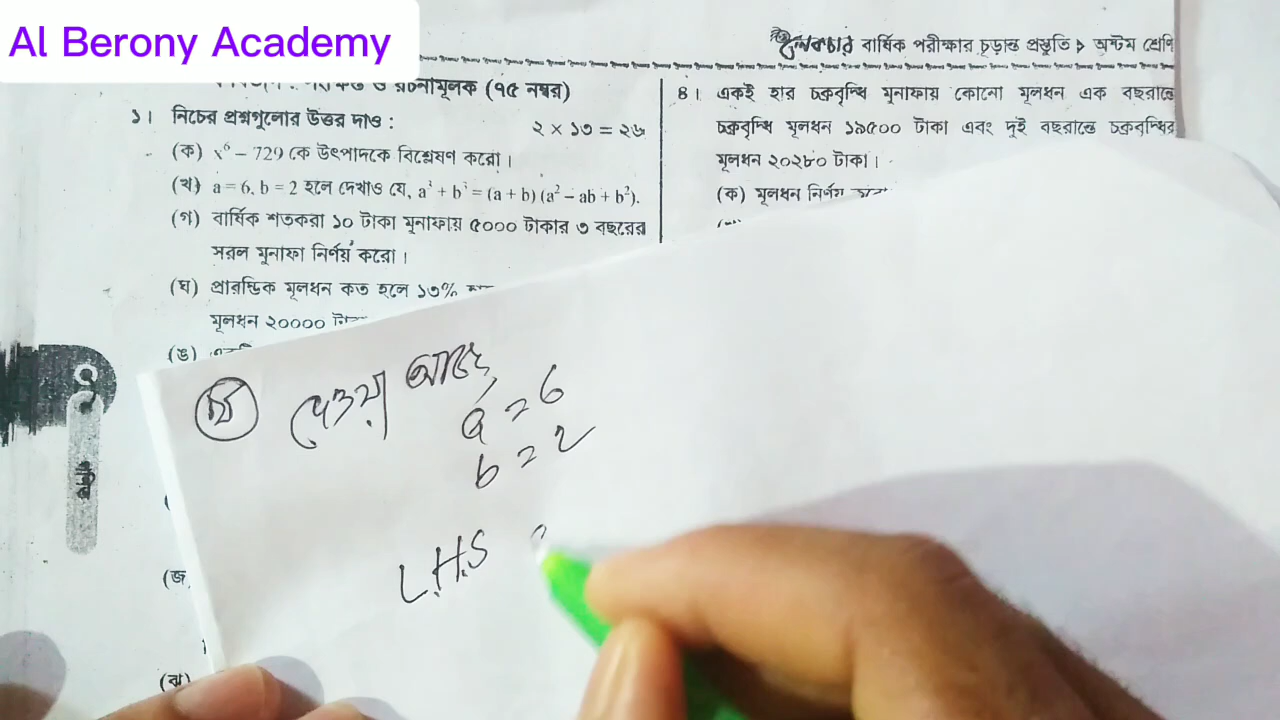 Al Berony Academy
বার্ষিক পরীক্ষার চূড়ান্ত প্রস্তুতি ▷ অষ্টম শ্রেণি
ও রচনামূলক (৭৫ নম্বর)
১। নিচের প্রশ্নগুলোর উত্তর দাও :
২ × ১৩ = ২৬
(ক) x⁶ – 729 কে উৎপাদকে বিশ্লেষণ করো।
(খ) a = 6, b = 2 হলে দেখাও যে, a³ + b³ = (a + b) (a² – ab + b²).
(গ) বার্ষিক শতকরা ১০ টাকা মুনাফায় ৫০০০ টাকার ৩ বছরের
সরল মুনাফা নির্ণয় করো।
(ঘ) প্রারম্ভিক মূলধন কত হলে ১৩%
মূলধন ২০০০০
(ঙ)
(জ
(ঝ)
গণিত
৪। একই হার চক্রবৃদ্ধি মুনাফায় কোনো মূলধন এক বছরান্তে
চক্রবৃদ্ধি মূলধন ১৯৫০০ টাকা এবং দুই বছরান্তে চক্রবৃদ্ধির
মূলধন ২০২৮০ টাকা।
(ক) মূলধন নির্ণয়
খ দেওয়া আছে,
a = 6
b = 2
L.H.S